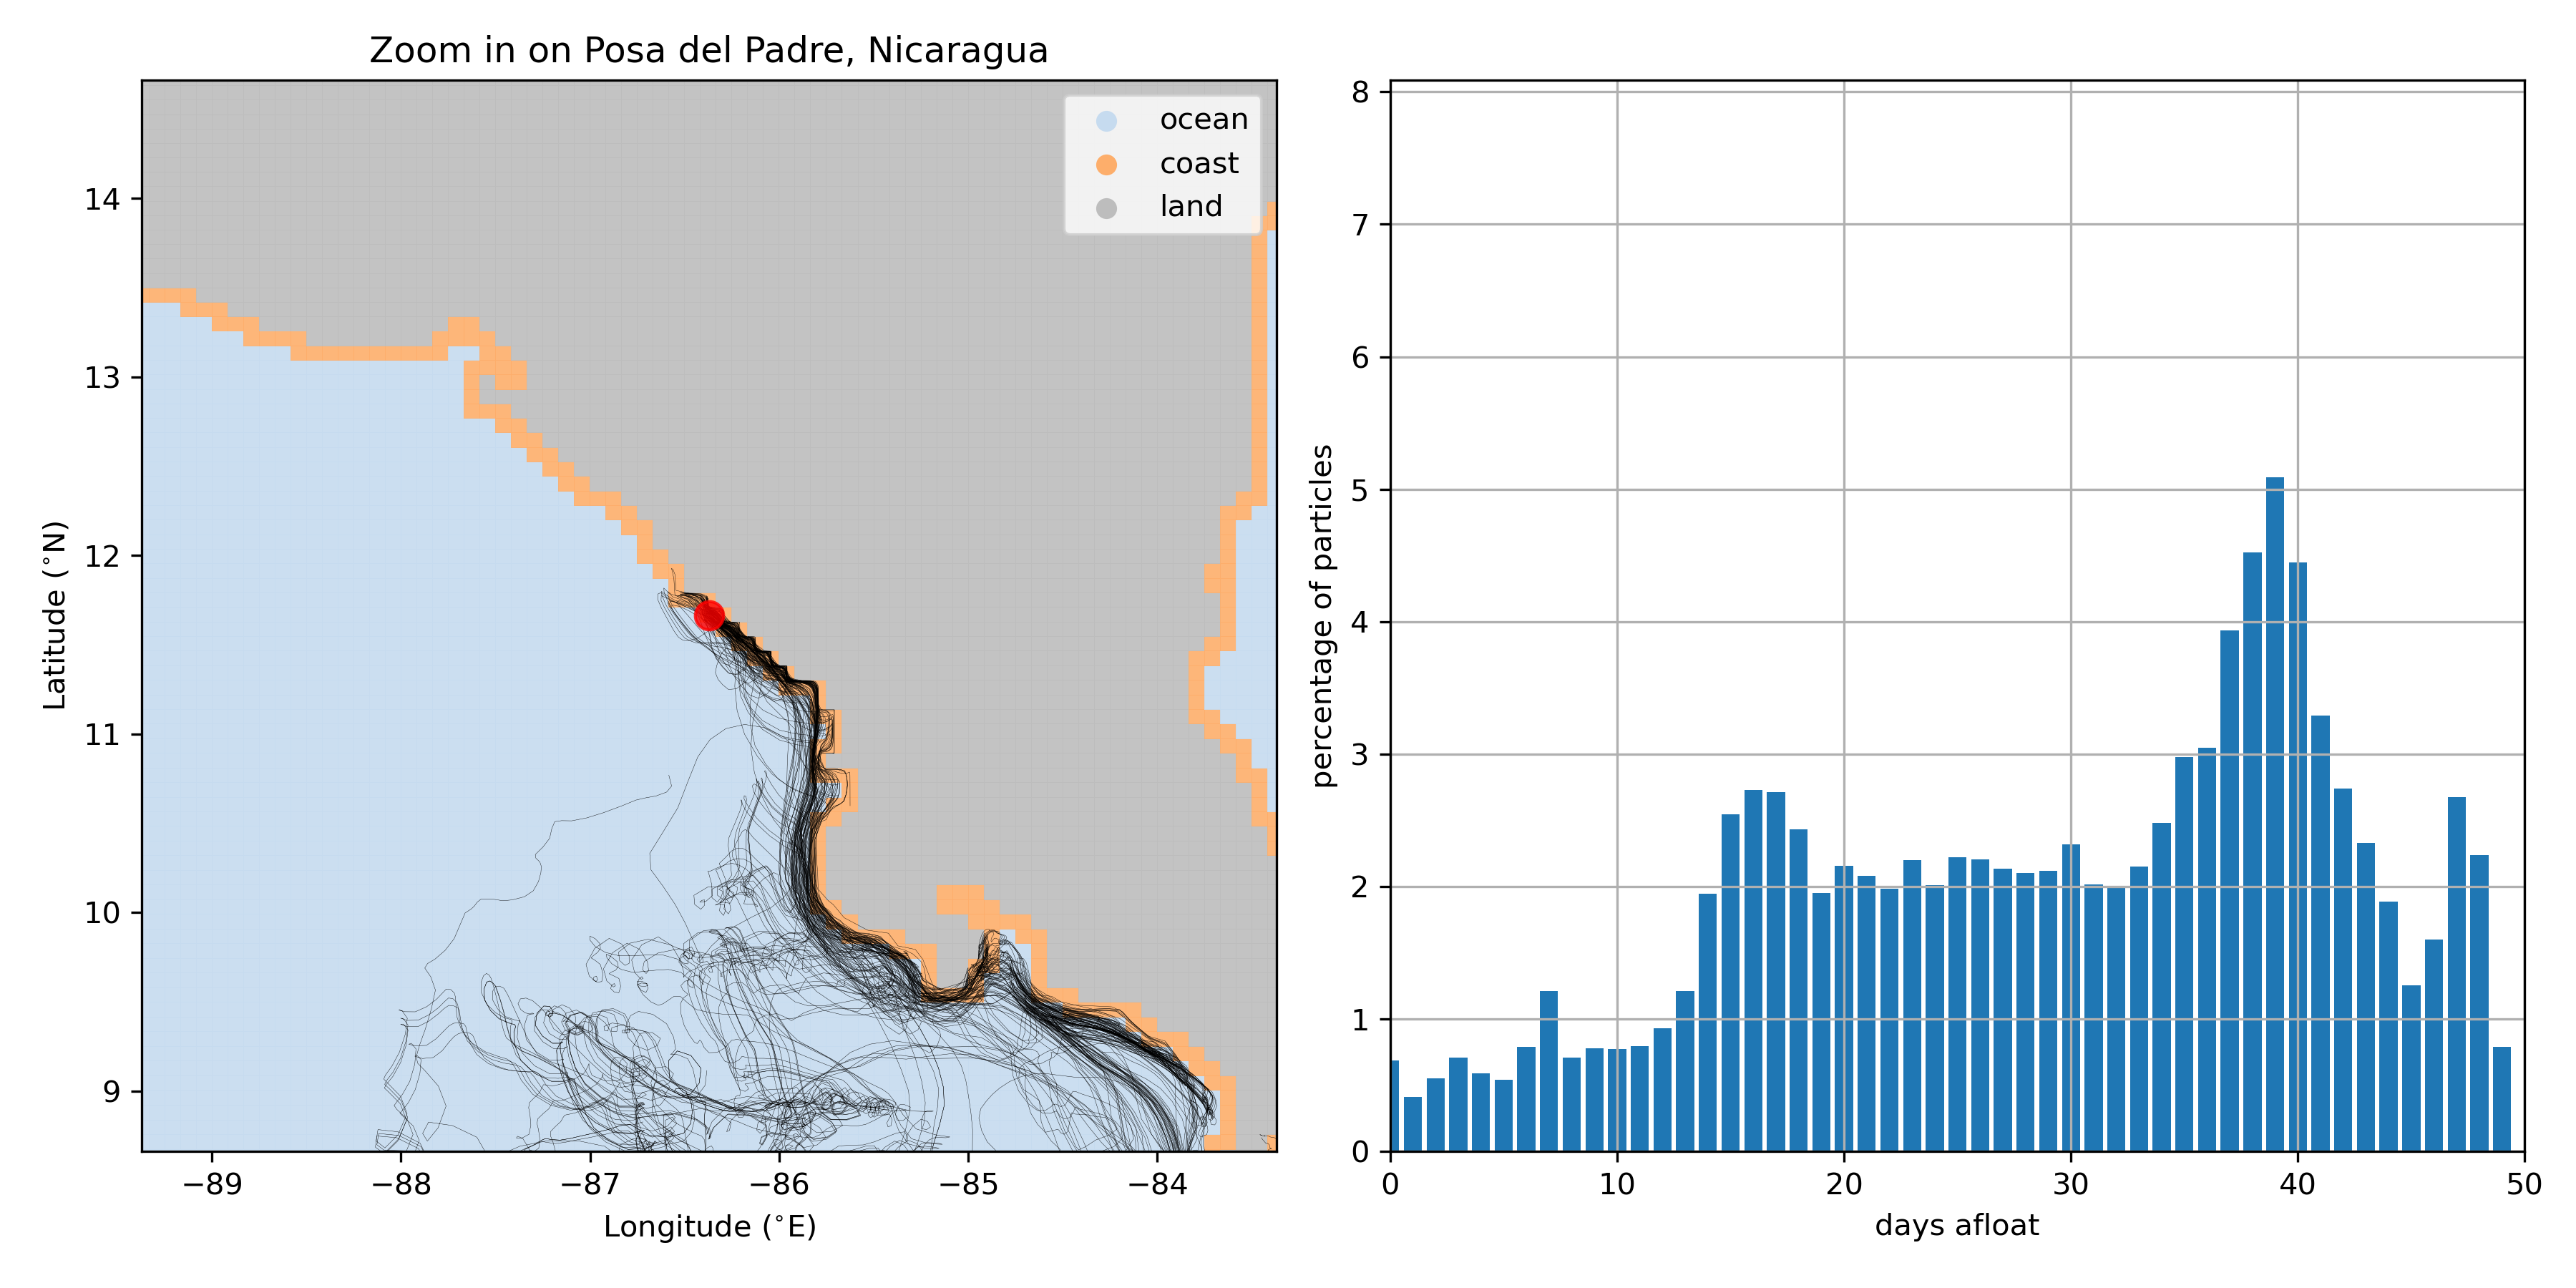 Zoom in on Posa del Padre, Nicaragua
ocean
coast
land
14
13
12
11
10
9
Latitude (°N)
−89 −88 −87 −86 −85 −84
Longitude (°E)
8
7
6
5
4
3
2
1
0
percentage of particles
0 10 20 30 40 50
days afloat